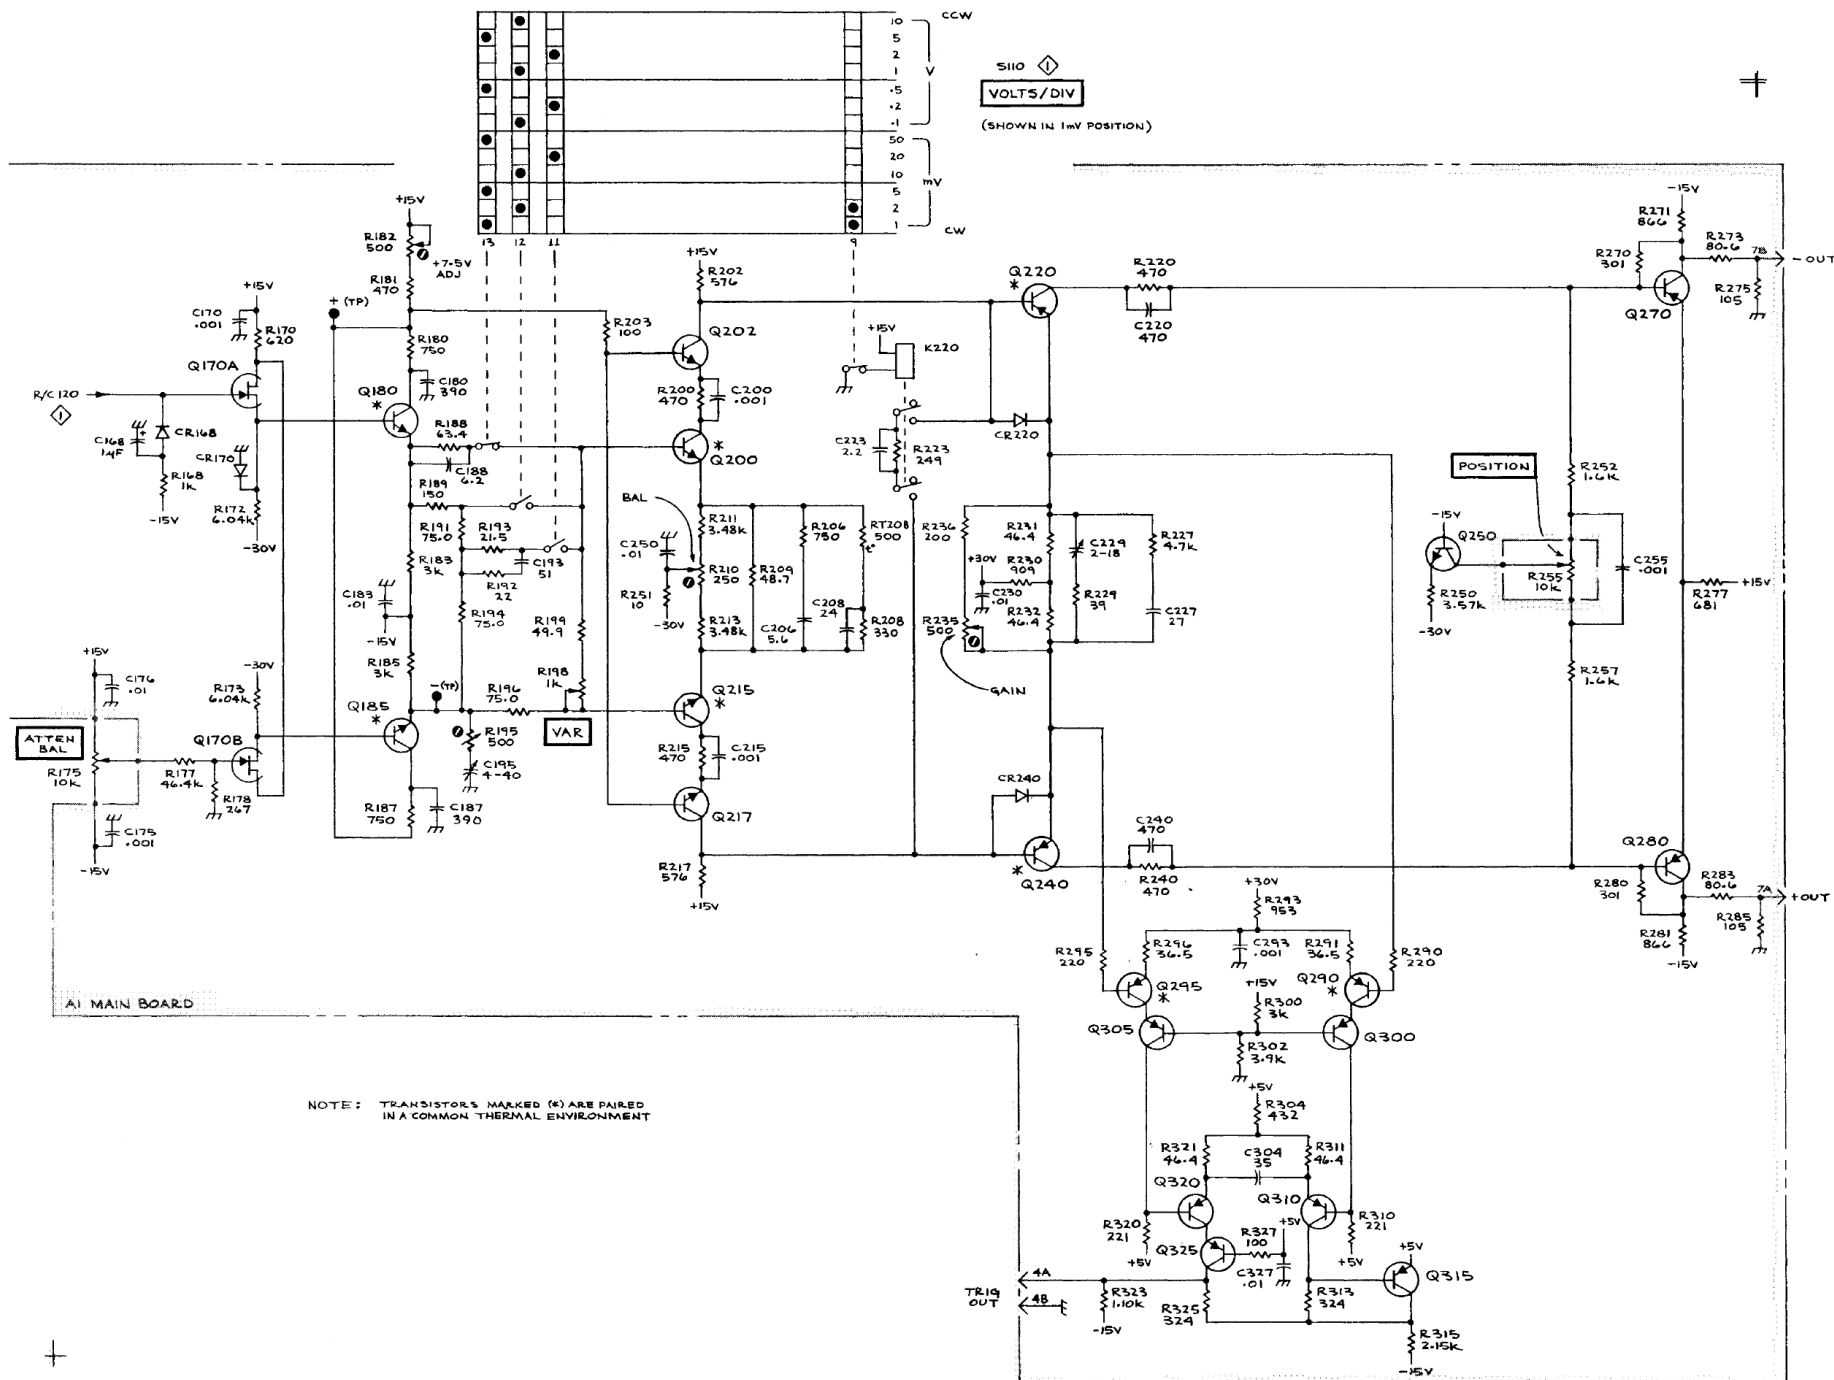 10
CCW
5
2
1
V
.5
.2
.1
50
20
10
mV
5
2
1
CW
13
12
11
9
S110
1
VOLTS/DIV
(SHOWN IN 1mV POSITION)
+15V
R182
500
+7.5V
ADJ
R181
470
+ (TP)
+15V
C170
.001
R170
620
Q170A
R/C120
1
C168
CR168
CR170
R168
1k
-15V
R172
6.04k
-30V
R180
750
C180
390
Q180
*
R188
63.4
C188
6.2
R189
150
R191
75.0
R193
21.5
C193
51
R192
22
R183
3k
R194
75.0
C183
.01
-15V
R185
3k
R199
49.9
R198
1k
-(TP)
R196
75.0
VAR
R195
500
C195
4-40
Q185
*
R187
750
C187
390
+15V
C176
.01
-30V
R173
6.04k
Q170B
ATTEN
BAL
R175
10k
R177
46.4k
R178
267
C175
.001
-15V
A1 MAIN BOARD
+15V
R202
576
R203
100
Q202
R200
470
C200
.001
*
Q200
BAL
R211
3.48k
C250
.01
R210
250
R251
10
-30V
R209
48.7
R213
3.48k
R206
750
C206
5.6
RT208
500
t°
C208
24
R208
330
Q215
*
R215
470
C215
.001
Q217
R217
576
+15V
+15V
K220
C223
2.2
R223
249
Q220
*
CR220
R220
470
C220
470
R236
200
R231
46.4
+30V
R230
909
C230
.01
R232
46.4
R235
500
GAIN
C229
2-18
R229
39
R227
4.7k
C227
27
CR240
Q240
*
C240
470
R240
470
-15V
R271
866
R273
80.6
7B
-OUT
R270
301
Q270
R275
105
POSITION
R252
1.6k
-15V
Q250
R255
10k
C255
.001
R250
3.57k
-30V
R257
1.6k
+15V
R277
681
Q280
R280
301
R283
80.6
7A
+OUT
R285
105
R281
866
-15V
+30V
R293
953
R295
220
R296
36.5
C293
.001
R291
36.5
R290
220
Q295
*
+15V
Q290
*
R300
3k
Q305
Q300
R302
3.9k
+5V
R304
432
R321
46.4
C304
35
R311
46.4
Q320
Q310
R320
221
+5V
Q325
R327
100
+5V
C327
.01
R310
221
+5V
+5V
Q315
TRIG
OUT
4A
4B
R323
1.10k
-15V
R325
324
R313
324
R315
2.15k
-15V
NOTE: TRANSISTORS MARKED (*) ARE PAIRED
IN A COMMON THERMAL ENVIRONMENT